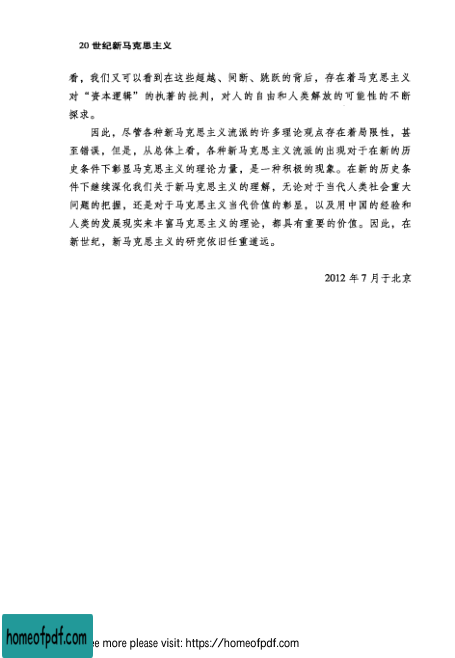 20 世纪新马克思主义
看，我们又可以看到在这些超越、间断、跳跃的背后，存在着马克思主义
对“资本逻辑”的执著的批判，对人的自由和人类解放的可能性的不断
探求。
因此，尽管各种新马克思主义流派的许多理论观点存在着局限性，甚
至错误，但是，从总体上看，各种新马克思主义流派的出现对于在新的历
史条件下彰显马克思主义的理论力量，是一种积极的现象。在新的历史条
件下继续深化我们关于新马克思主义的理解，无论对于当代人类社会重大
问题的把握，还是对于马克思主义当代价值的彰显，以及用中国的经验和
人类的发展现实来丰富马克思主义的理论，都具有重要的价值。因此，在
新世纪，新马克思主义的研究依旧任重道远。
2012 年 7 月于北京
homeofpdf.com
ee more please visit: https://homeofpdf.com